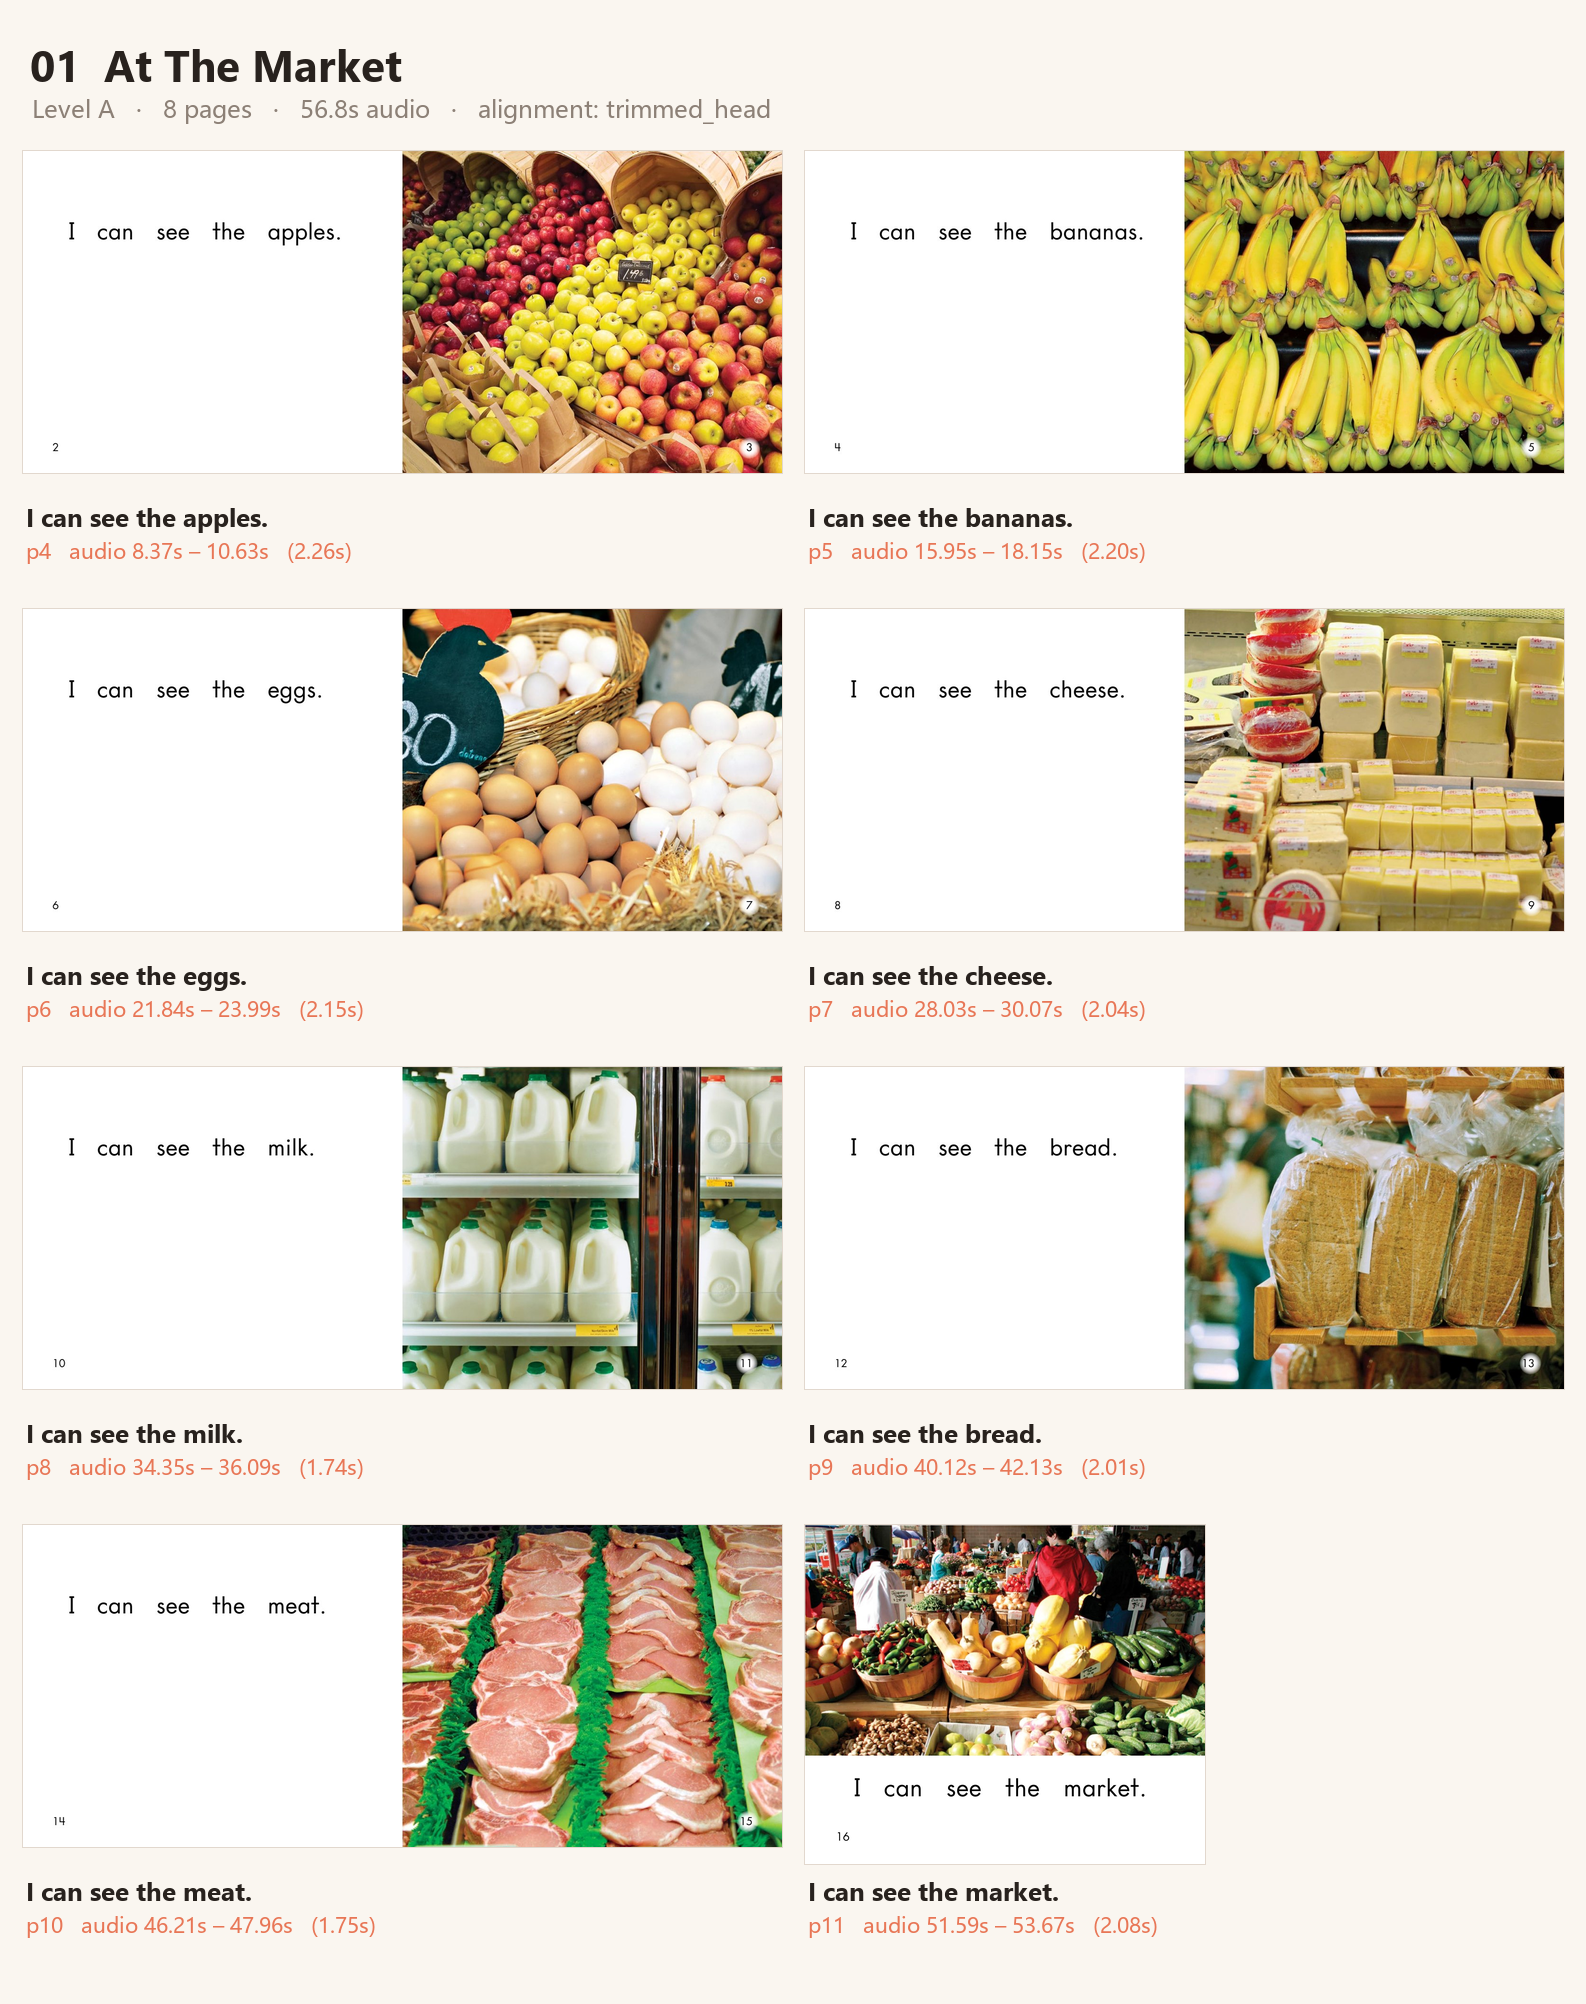 01 At The Market
Level A · 8 pages · 56.8s audio · alignment: trimmed_head
I can see the apples.
1.49
2
3
I can see the apples.
p4 audio 8.37s – 10.63s (2.26s)
I can see the bananas.
4
5
I can see the bananas.
p5 audio 15.95s – 18.15s (2.20s)
I can see the eggs.
30
6
7
I can see the eggs.
p6 audio 21.84s – 23.99s (2.15s)
I can see the cheese.
8
9
I can see the cheese.
p7 audio 28.03s – 30.07s (2.04s)
I can see the milk.
10
11
I can see the milk.
p8 audio 34.35s – 36.09s (1.74s)
I can see the bread.
12
13
I can see the bread.
p9 audio 40.12s – 42.13s (2.01s)
I can see the meat.
14
15
I can see the meat.
p10 audio 46.21s – 47.96s (1.75s)
I can see the market.
16
I can see the market.
p11 audio 51.59s – 53.67s (2.08s)